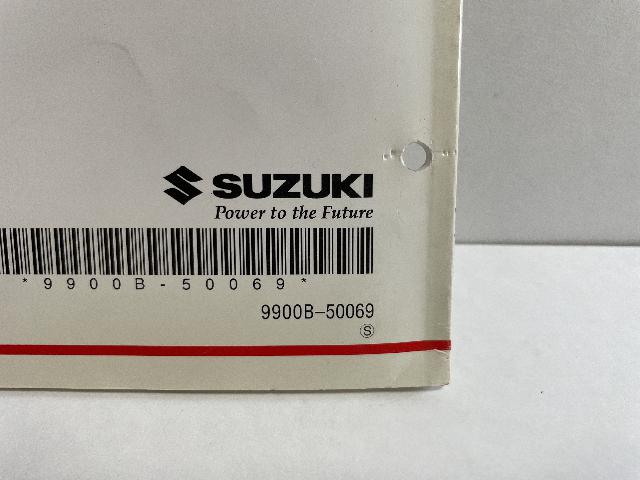 SUZUKI
Power to the Future
*9900B-50069*
9900B-50069
Ⓢ